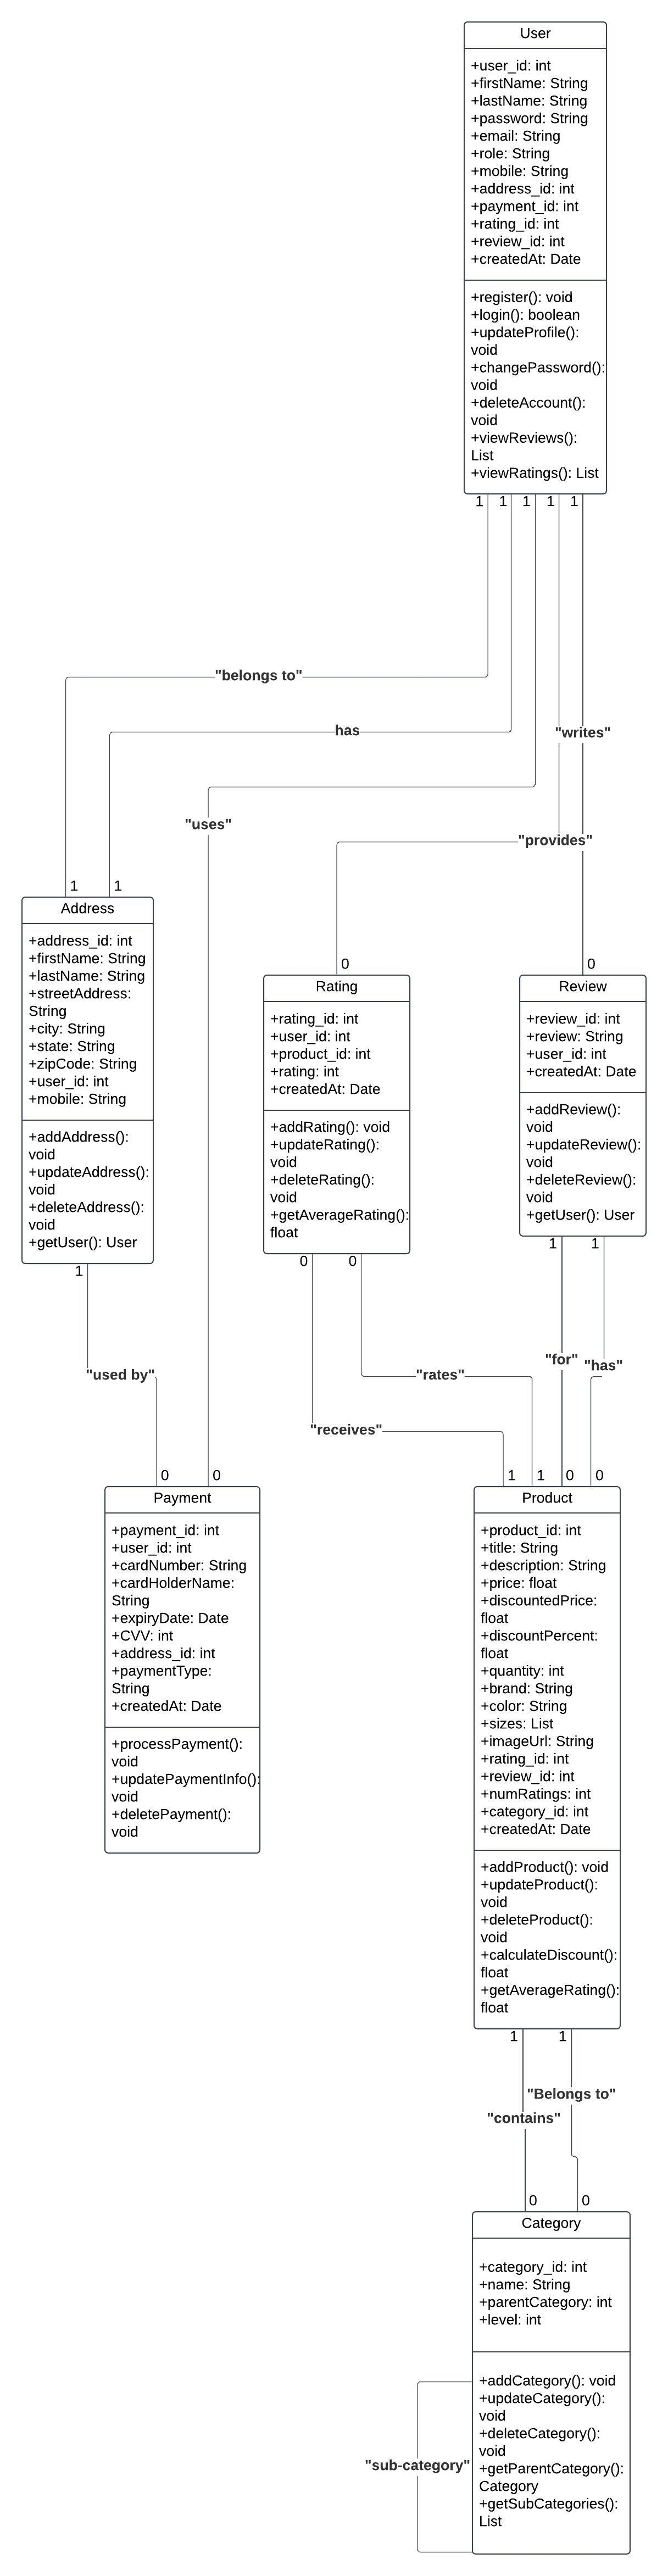 User
+user_id: int
+firstName: String
+lastName: String
+password: String
+email: String
+role: String
+mobile: String
+address_id: int
+payment_id: int
+rating_id: int
+review_id: int
+createdAt: Date
+register(): void
+login(): boolean
+updateProfile():
void
+changePassword():
void
+deleteAccount():
void
+viewReviews():
List
+viewRatings(): List
1 1 1 1 1
"belongs to"
has
"writes"
"uses"
"provides"
1 1
Address
+address_id: int
+firstName: String
+lastName: String
+streetAddress:
String
+city: String
+state: String
+zipCode: String
+user_id: int
+mobile: String
+addAddress():
void
+updateAddress():
void
+deleteAddress():
void
+getUser(): User
1
0
Rating
+rating_id: int
+user_id: int
+product_id: int
+rating: int
+createdAt: Date
+addRating(): void
+updateRating():
void
+deleteRating():
void
+getAverageRating():
float
0 0
0
Review
+review_id: int
+review: String
+user_id: int
+createdAt: Date
+addReview():
void
+updateReview():
void
+deleteReview():
void
+getUser(): User
1 1
"for"
"has"
"used by"
"rates"
"receives"
0 0
Payment
+payment_id: int
+user_id: int
+cardNumber: String
+cardHolderName:
String
+expiryDate: Date
+CVV: int
+address_id: int
+paymentType:
String
+createdAt: Date
+processPayment():
void
+updatePaymentInfo():
void
+deletePayment():
void
1 1 0 0
Product
+product_id: int
+title: String
+description: String
+price: float
+discountedPrice:
float
+discountPercent:
float
+quantity: int
+brand: String
+color: String
+sizes: List
+imageUrl: String
+rating_id: int
+review_id: int
+numRatings: int
+category_id: int
+createdAt: Date
+addProduct(): void
+updateProduct():
void
+deleteProduct():
void
+calculateDiscount():
float
+getAverageRating():
float
1 1
"Belongs to"
"contains"
0 0
Category
+category_id: int
+name: String
+parentCategory: int
+level: int
+addCategory(): void
+updateCategory():
void
+deleteCategory():
void
+getParentCategory():
Category
+getSubCategories():
List
"sub-category"